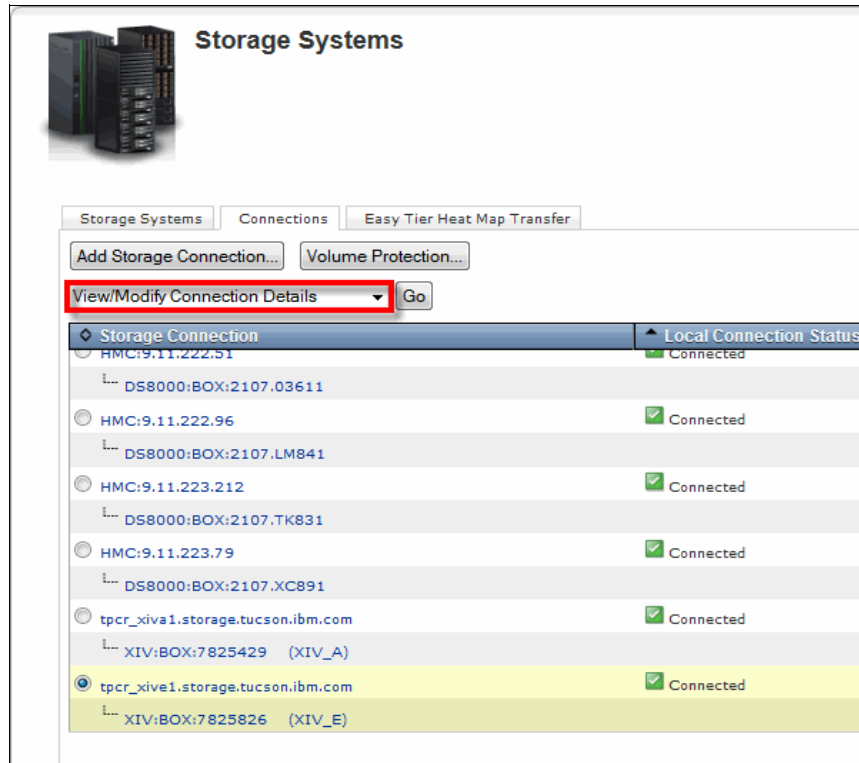 Storage Systems
Storage Systems Connections Easy Tier Heat Map Transfer
Add Storage Connection... Volume Protection...
View/Modify Connection Details Go
Storage Connection Local Connection Status
HMC:9.11.222.51 Connected
DS8000:BOX:2107.03611
HMC:9.11.222.96 Connected
DS8000:BOX:2107.LM841
HMC:9.11.223.212 Connected
DS8000:BOX:2107.TK831
HMC:9.11.223.79 Connected
DS8000:BOX:2107.XC891
tpcr_xiva1.storage.tucson.ibm.com Connected
XIV:BOX:7825429 (XIV_A)
tpcr_xive1.storage.tucson.ibm.com Connected
XIV:BOX:7825826 (XIV_E)